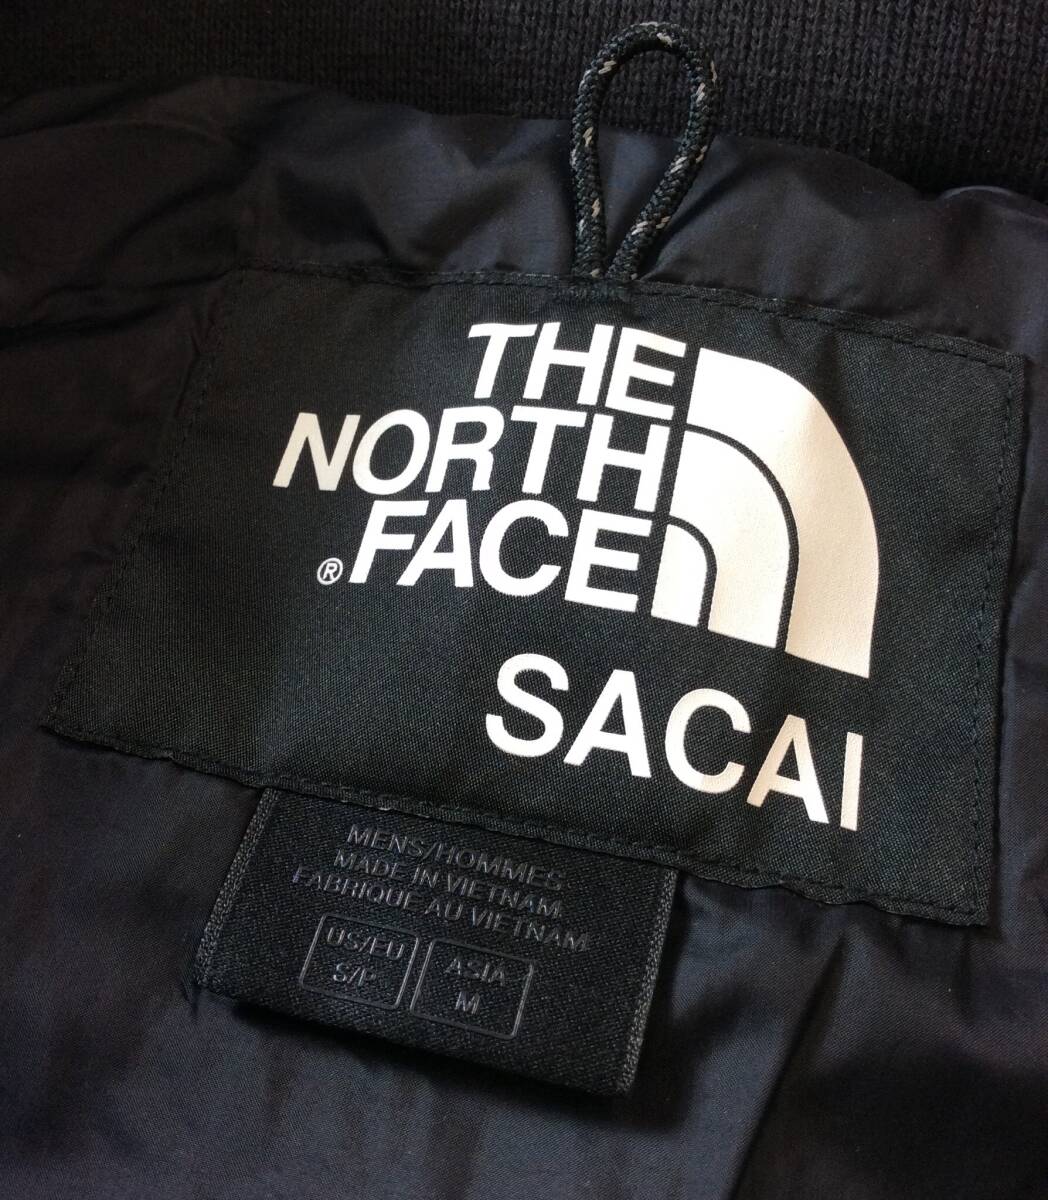 THE
NORTH
FACE®
SACAI
MENS/HOMMES
MADE IN VIETNAM
FABRIQUE AU VIETNAM
US/EU
S/P
ASIA
M